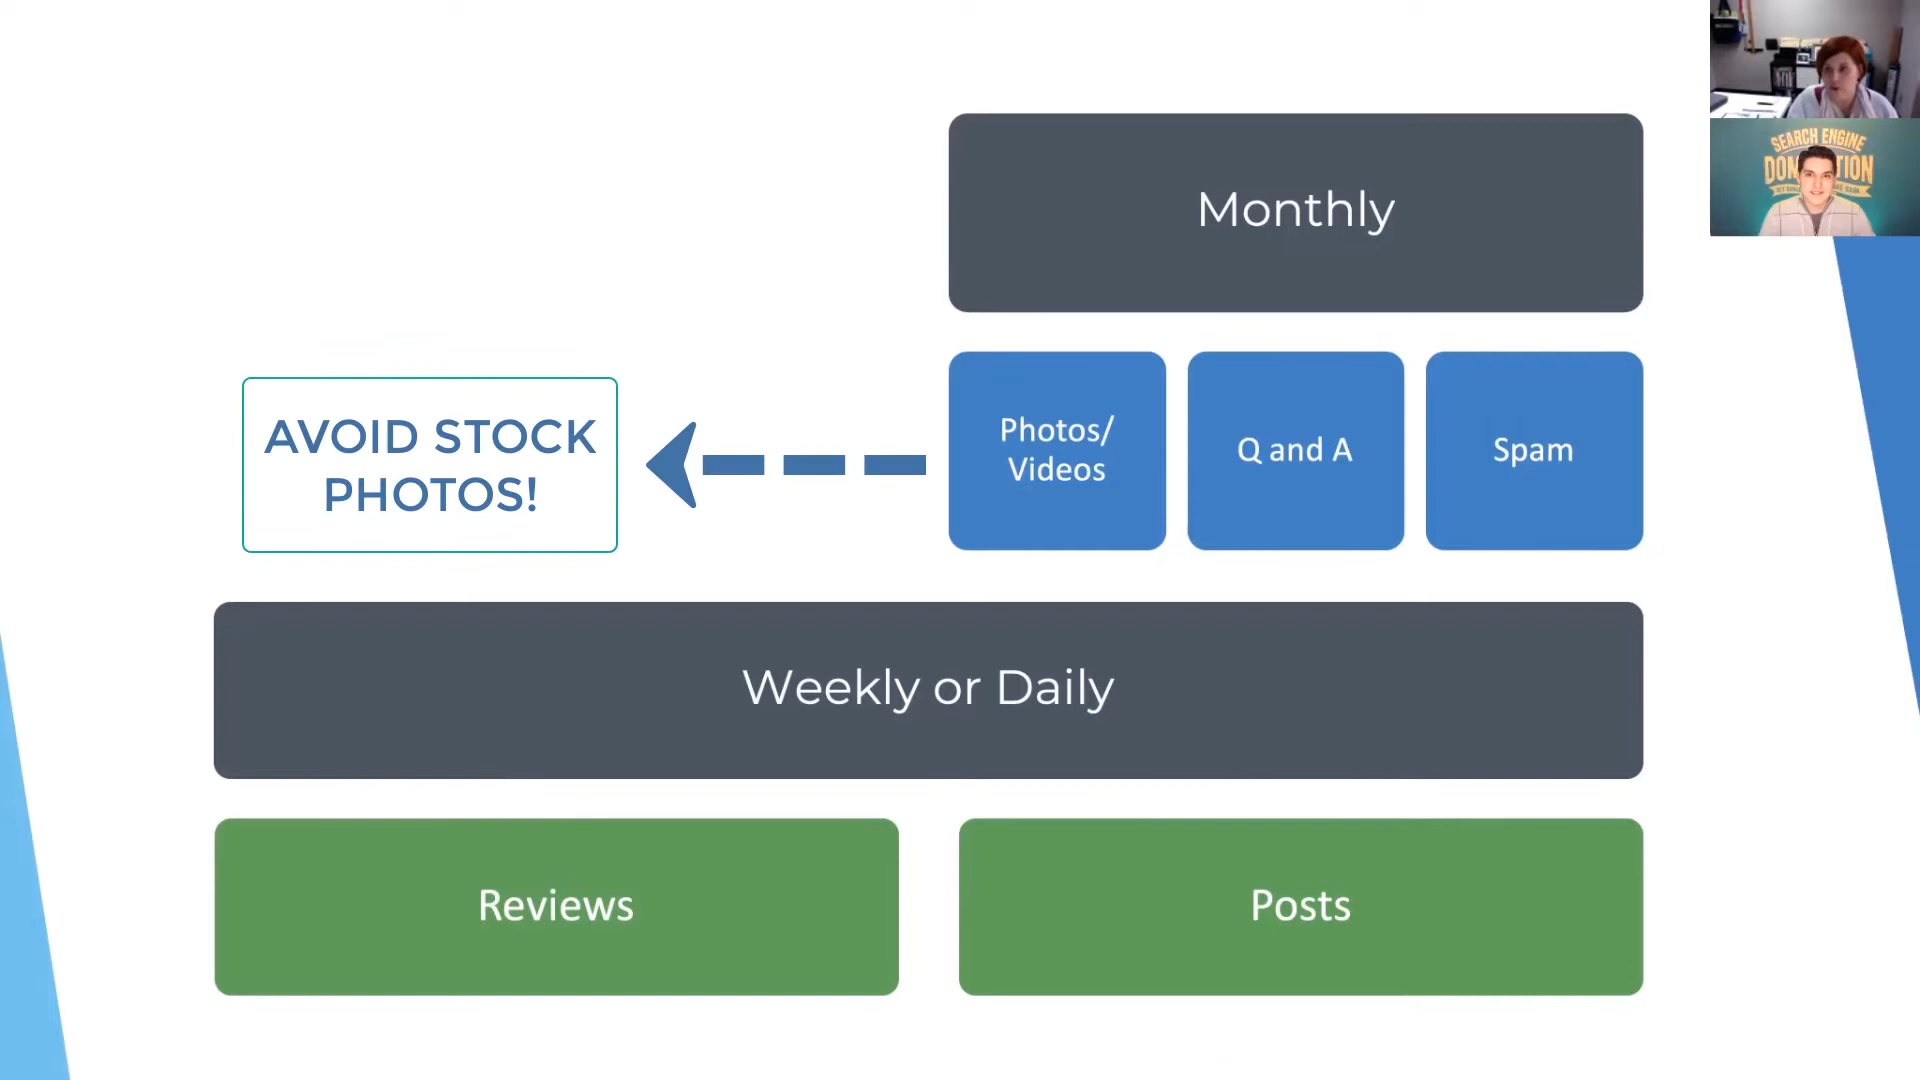 SEARCH ENGINE
Monthly
AVOID STOCK
PHOTOS!
Photos/
Videos
Q and A
Spam
Weekly or Daily
Reviews
Posts